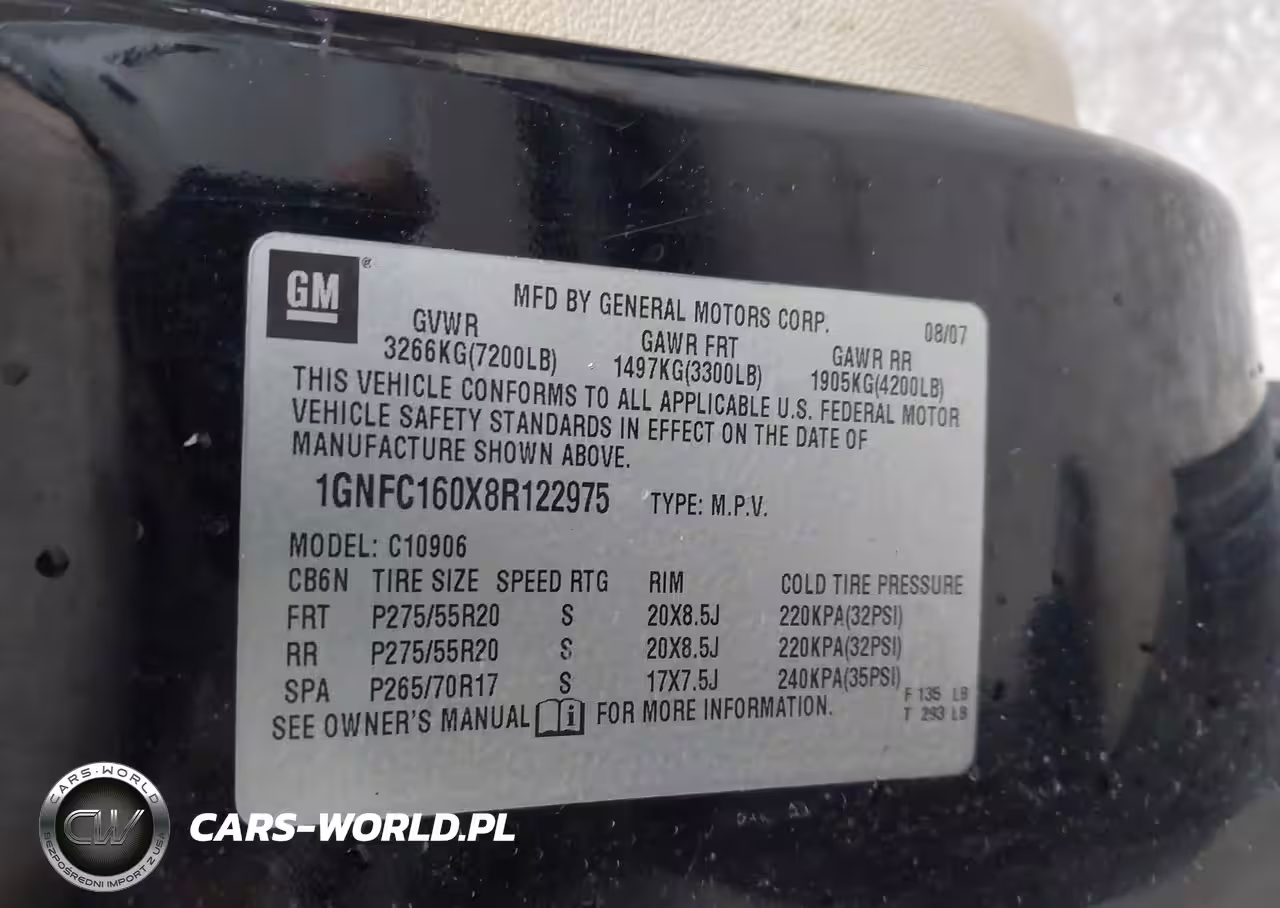 GM
MFD BY GENERAL MOTORS CORP. 08/07
GVWR GAWR FRT GAWR RR
3266KG(7200LB) 1497KG(3300LB) 1905KG(4200LB)
THIS VEHICLE CONFORMS TO ALL APPLICABLE U.S. FEDERAL MOTOR
VEHICLE SAFETY STANDARDS IN EFFECT ON THE DATE OF
MANUFACTURE SHOWN ABOVE.
1GNFC160X8R122975 TYPE: M.P.V.
MODEL: C10906
CB6N TIRE SIZE SPEED RTG RIM COLD TIRE PRESSURE
FRT P275/55R20 S 20X8.5J 220KPA(32PSI)
RR P275/55R20 S 20X8.5J 220KPA(32PSI)
SPA P265/70R17 S 17X7.5J 240KPA(35PSI)
F 135 LB
T 293 LB
SEE OWNER'S MANUAL FOR MORE INFORMATION.
CARS-WORLD
CW
BEZPOŚREDNI IMPORT Z USA
CARS-WORLD.PL